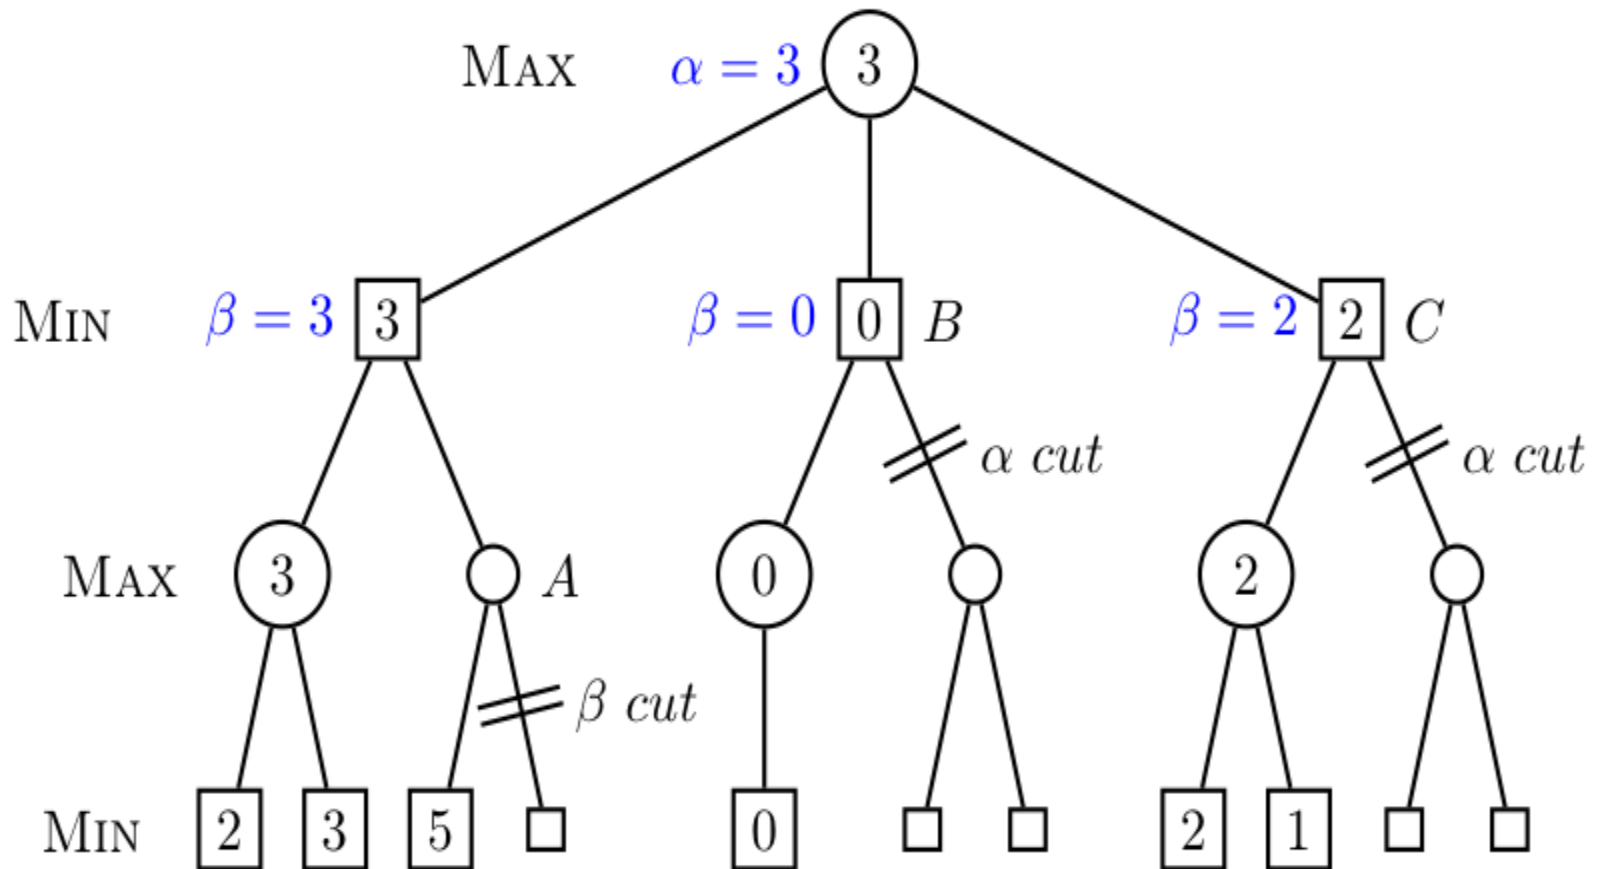 MAX α = 3 3
MIN β = 3 3 β = 0 0 B β = 2 2 C
α cut α cut
MAX 3 A 0 2
β cut
MIN 2 3 5 0 2 1